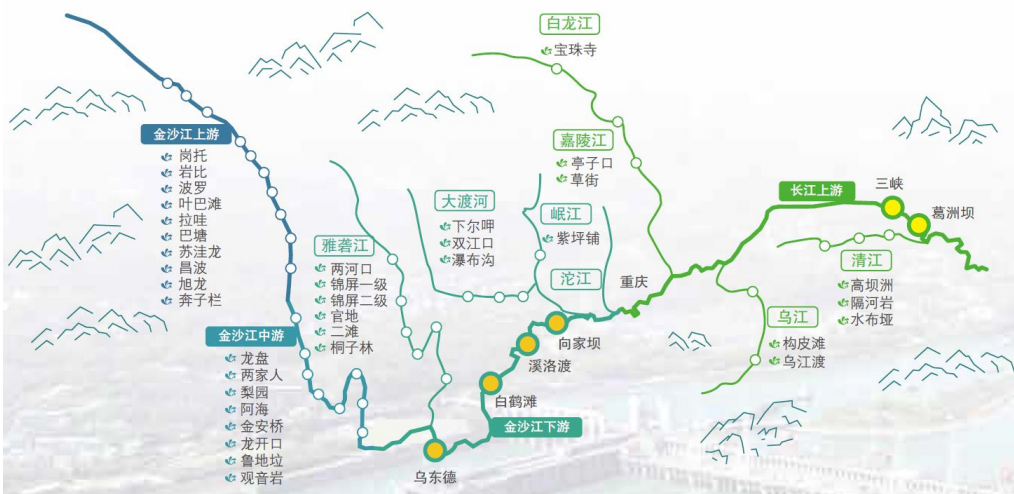 金沙江上游
岗托
岩比
波罗
叶巴滩
拉哇
巴塘
苏洼龙
昌波
旭龙
奔子栏
金沙江中游
龙盘
两家人
梨园
阿海
金安桥
龙开口
鲁地垃
观音岩
雅砻江
两河口
锦屏一级
锦屏二级
官地
二滩
桐子林
大渡河
下尔呷
双江口
瀑布沟
白龙江
宝珠寺
嘉陵江
亭子口
草街
岷江
紫坪铺
沱江
重庆
向家坝
溪洛渡
白鹤滩
金沙江下游
乌东德
长江上游
三峡
葛洲坝
清江
高坝洲
隔河岩
水布垭
乌江
构皮滩
乌江渡